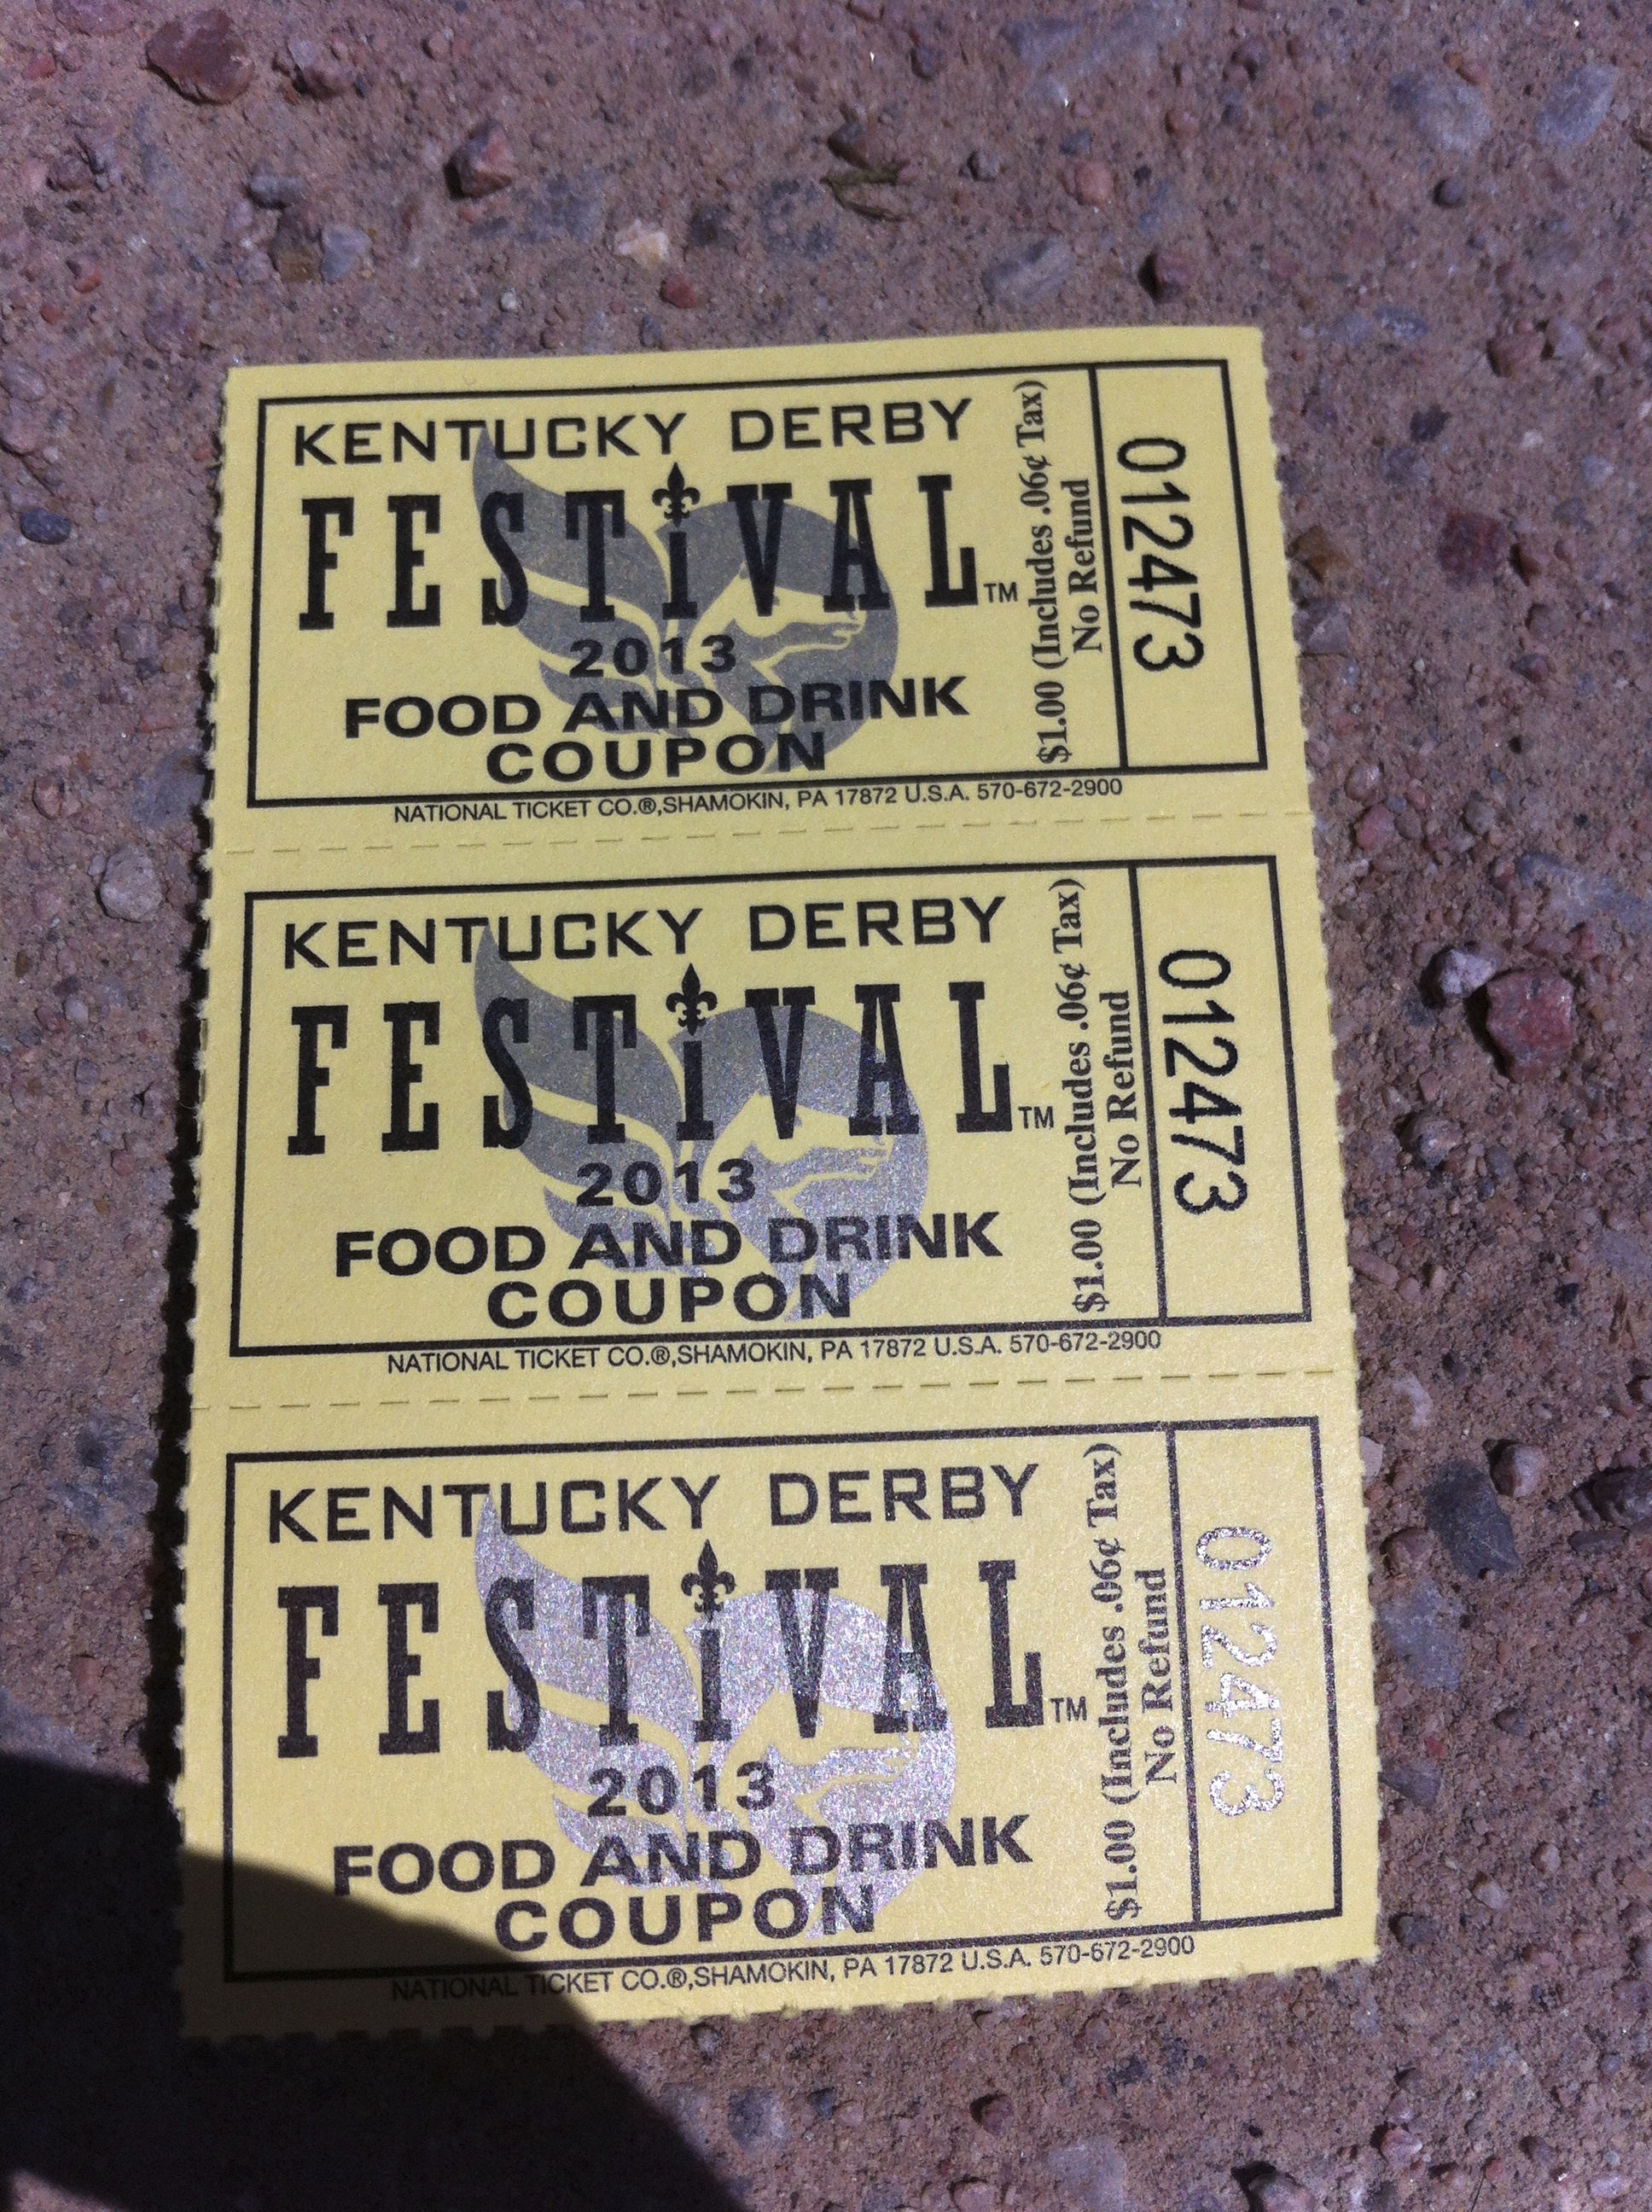 KENTUCKY DERBY
FESTiVAL™
2013
FOOD AND DRINK
COUPON
$1.00 (Includes .06¢ Tax)
No Refund
012473
NATIONAL TICKET CO.®,SHAMOKIN, PA 17872 U.S.A. 570-672-2900
KENTUCKY DERBY
FESTiVAL™
2013
FOOD AND DRINK
COUPON
$1.00 (Includes .06¢ Tax)
No Refund
012473
NATIONAL TICKET CO.®,SHAMOKIN, PA 17872 U.S.A. 570-672-2900
KENTUCKY DERBY
FESTiVAL™
2013
FOOD AND DRINK
COUPON
$1.00 (Includes .06¢ Tax)
No Refund
012473
NATIONAL TICKET CO.®,SHAMOKIN, PA 17872 U.S.A. 570-672-2900